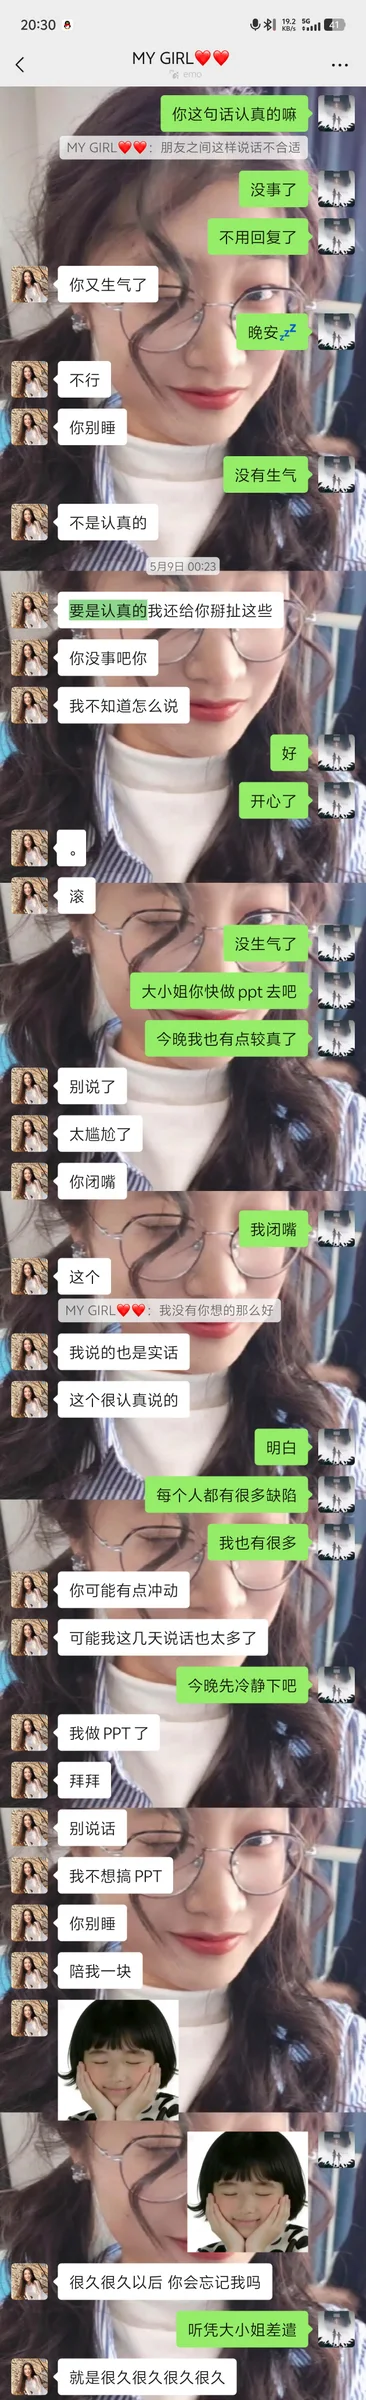 20:30
19.2
KB/s
5G
41
MY GIRL❤️❤️
emo
你这句话认真的嘛
MY GIRL❤️❤️：朋友之间这样说话不合适
没事了
不用回复了
你又生气了
晚安💤
不行
你别睡
没有生气
不是认真的
5月9日 00:23
要是认真的我还给你掰扯这些
你没事吧你
我不知道怎么说
好
开心了
。
滚
没生气了
大小姐你快做 ppt 去吧
今晚我也有点较真了
别说了
太尴尬了
你闭嘴
我闭嘴
这个
MY GIRL❤️❤️：我没有你想的那么好
我说的也是实话
这个很认真说的
明白
每个人都有很多缺陷
我也有很多
你可能有点冲动
可能我这几天说话也太多了
今晚先冷静下吧
我做 PPT 了
拜拜
别说话
我不想搞 PPT
你别睡
陪我一块
很久很久以后 你会忘记我吗
听凭大小姐差遣
就是很久很久很久很久